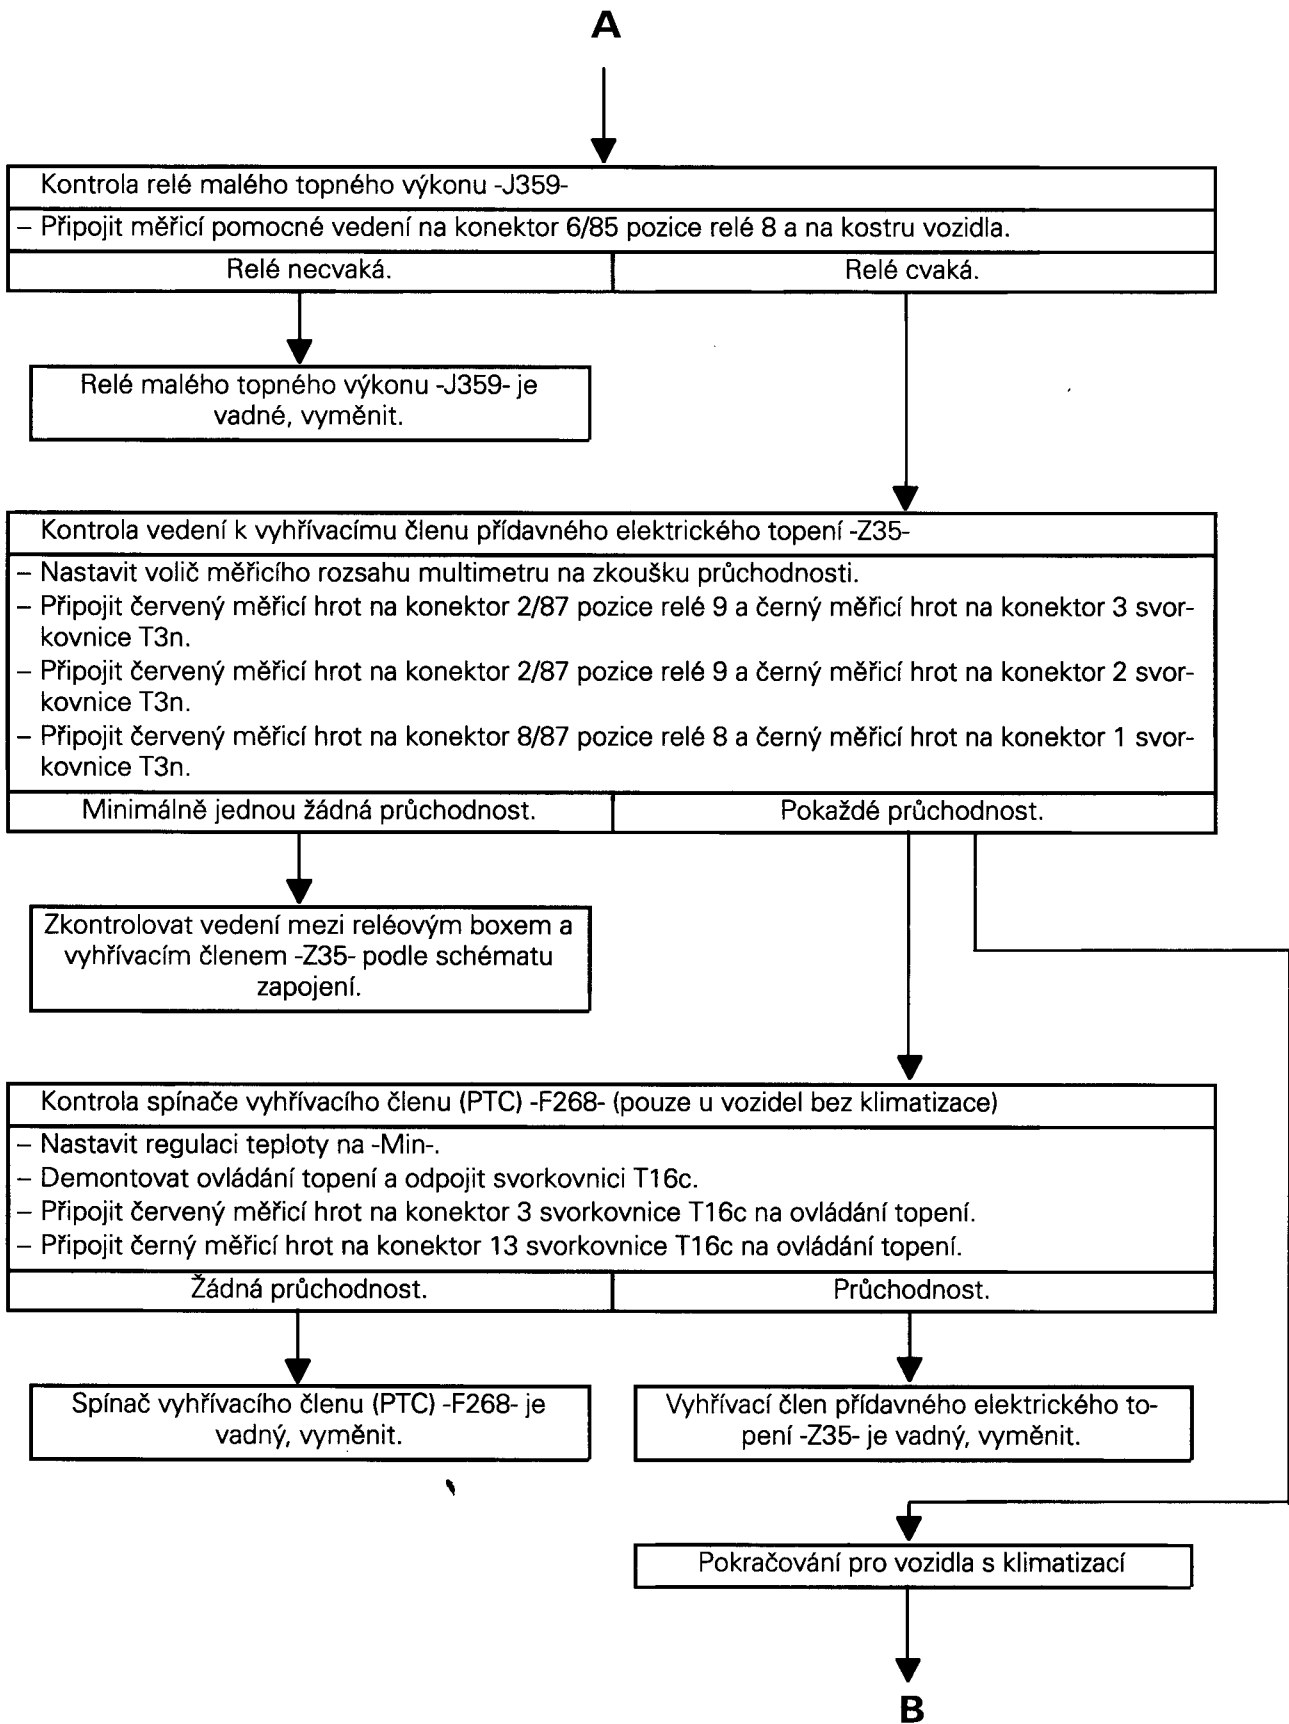 A
Kontrola relé malého topného výkonu -J359-
– Připojit měřicí pomocné vedení na konektor 6/85 pozice relé 8 a na kostru vozidla.
Relé necvaká.
Relé cvaká.
Relé malého topného výkonu -J359- je
vadné, vyměnit.
Kontrola vedení k vyhřívacímu členu přídavného elektrického topení -Z35-
– Nastavit volič měřicího rozsahu multimetru na zkoušku průchodnosti.
– Připojit červený měřicí hrot na konektor 2/87 pozice relé 9 a černý měřicí hrot na konektor 3 svor-
kovnice T3n.
– Připojit červený měřicí hrot na konektor 2/87 pozice relé 9 a černý měřicí hrot na konektor 2 svor-
kovnice T3n.
– Připojit červený měřicí hrot na konektor 8/87 pozice relé 8 a černý měřicí hrot na konektor 1 svor-
kovnice T3n.
Minimálně jednou žádná průchodnost.
Pokaždé průchodnost.
Zkontrolovat vedení mezi reléovým boxem a
vyhřívacím členem -Z35- podle schématu
zapojení.
Kontrola spínače vyhřívacího členu (PTC) -F268- (pouze u vozidel bez klimatizace)
– Nastavit regulaci teploty na -Min-.
– Demontovat ovládání topení a odpojit svorkovnici T16c.
– Připojit červený měřicí hrot na konektor 3 svorkovnice T16c na ovládání topení.
– Připojit černý měřicí hrot na konektor 13 svorkovnice T16c na ovládání topení.
Žádná průchodnost.
Průchodnost.
Spínač vyhřívacího členu (PTC) -F268- je
vadný, vyměnit.
Vyhřívací člen přídavného elektrického to-
pení -Z35- je vadný, vyměnit.
Pokračování pro vozidla s klimatizací
B